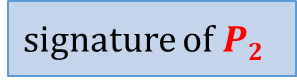 signature of P₂